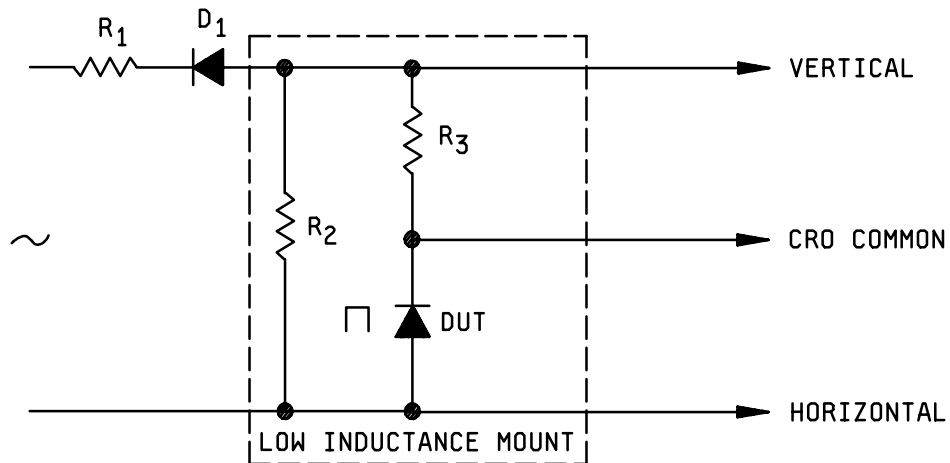 R1
D1
VERTICAL
R3
R2
CRO COMMON
DUT
HORIZONTAL
LOW INDUCTANCE MOUNT